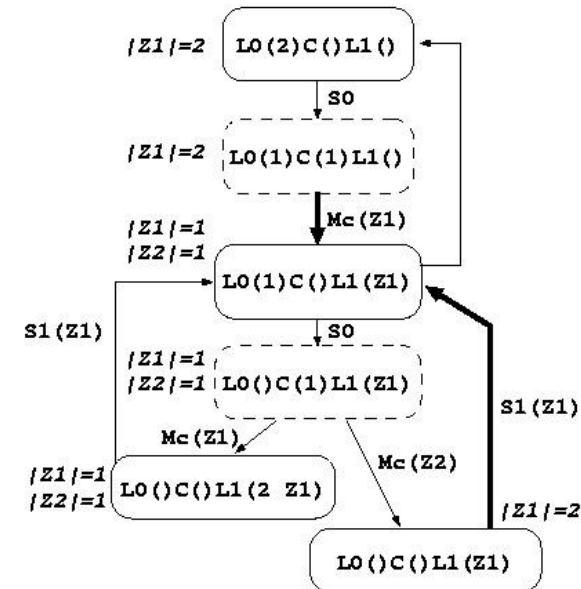 |Z1|=2
L0(2)C()L1()
S0
|Z1|=2
L0(1)C(1)L1()
Mc(Z1)
|Z1|=1
|Z2|=1
L0(1)C()L1(Z1)
S1(Z1)
S0
|Z1|=1
|Z2|=1
L0()C(1)L1(Z1)
S1(Z1)
Mc(Z1)
Mc(Z2)
|Z1|=1
|Z2|=1
L0()C()L1(2 Z1)
|Z1|=2
L0()C()L1(Z1)